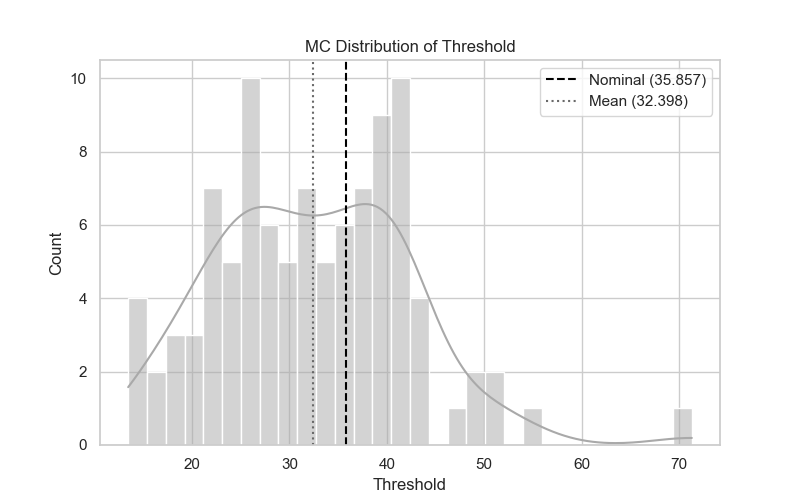 MC Distribution of Threshold
Nominal (35.857)
Mean (32.398)
10
8
6
4
2
0
Count
20 30 40 50 60 70
Threshold